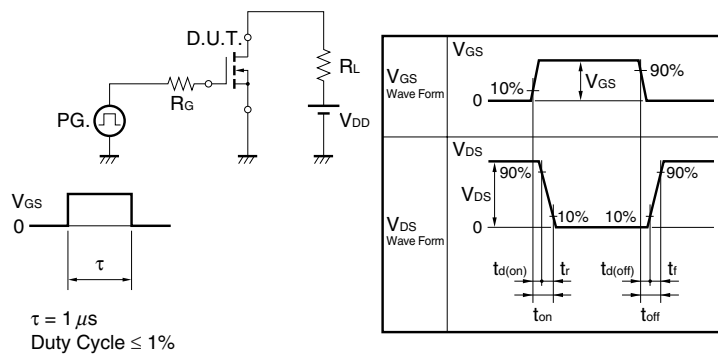 D.U.T.
RL
RG
PG.
VDD
VGS
0
τ
τ = 1 μs
Duty Cycle ≤ 1%
VGS
Wave Form
VGS
10%
VGS
90%
0
VDS
Wave Form
VDS
90%
90%
VDS
10%
10%
0
td(on)
tr
td(off)
tf
ton
toff